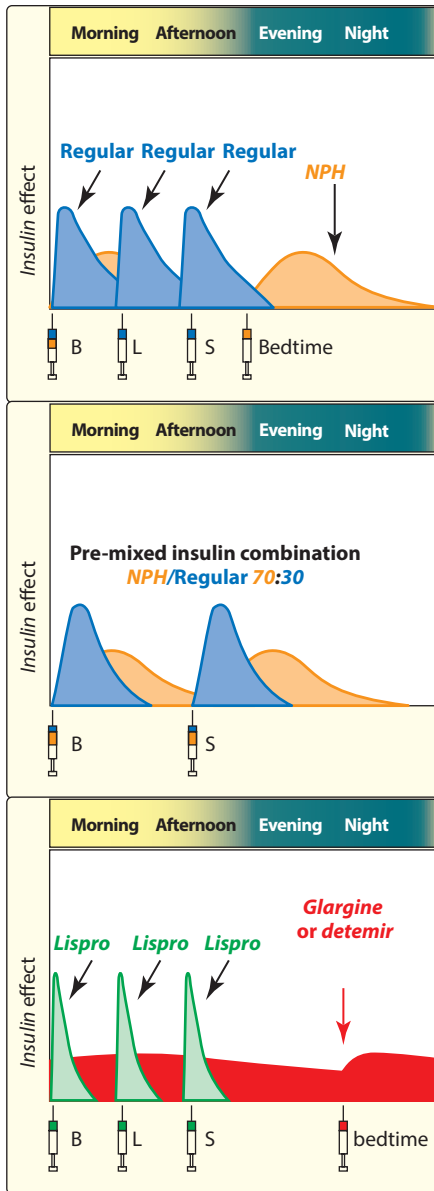 Morning Afternoon Evening Night
Regular Regular Regular
NPH
Insulin effect
B L S Bedtime
Morning Afternoon Evening Night
Pre-mixed insulin combination
NPH/Regular 70:30
Insulin effect
B S
Morning Afternoon Evening Night
Glargine
or detemir
Lispro Lispro Lispro
Insulin effect
B L S bedtime